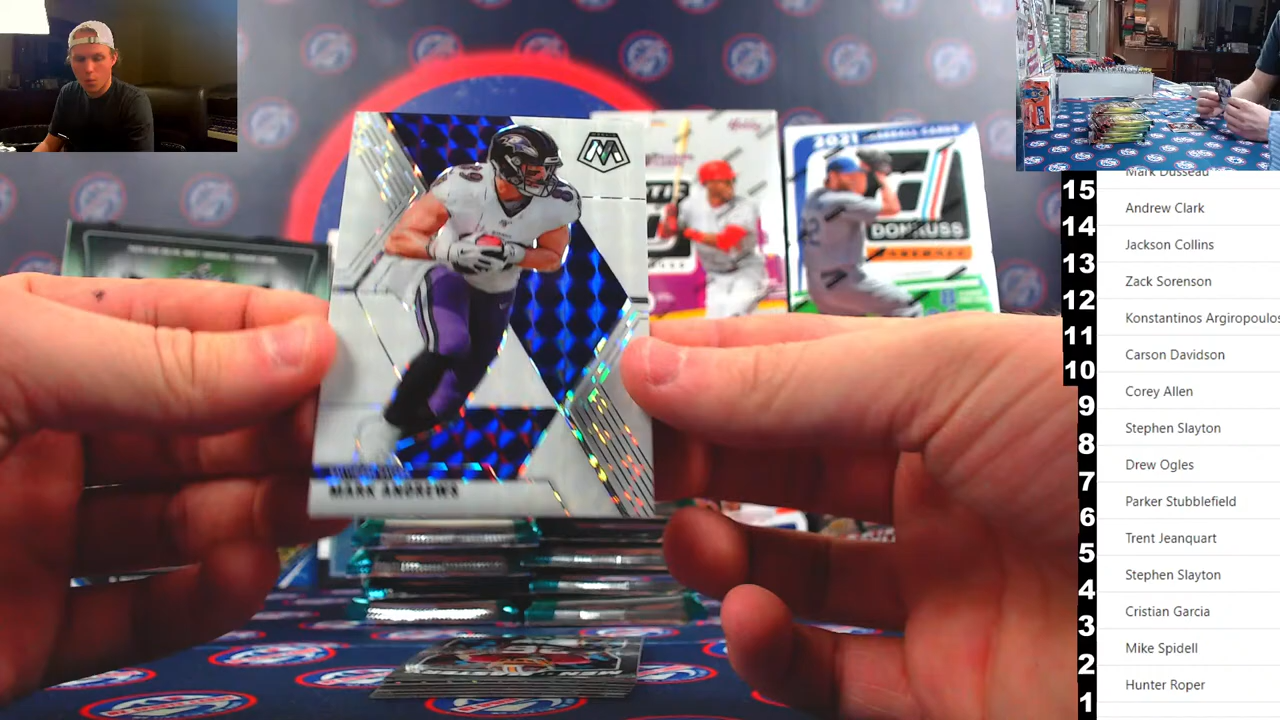 MARK ANDREWS
89
2021
DONRUSS
15
Andrew Clark
14
Jackson Collins
13
Zack Sorenson
12
Konstantinos Argiropoulos
11
Carson Davidson
10
Corey Allen
9
Stephen Slayton
8
Drew Ogles
7
Parker Stubblefield
6
Trent Jeanquart
5
Stephen Slayton
4
Cristian Garcia
3
Mike Spidell
2
Hunter Roper
1